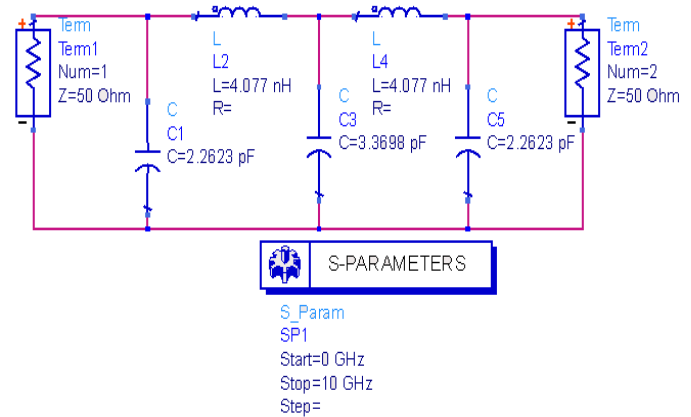 Term
Term1
Num=1
Z=50 Ohm
L
L2
L=4.077 nH
R=
L
L4
L=4.077 nH
R=
Term
Term2
Num=2
Z=50 Ohm
C
C1
C=2.2623 pF
C
C3
C=3.3698 pF
C
C5
C=2.2623 pF
S-PARAMETERS
S_Param
SP1
Start=0 GHz
Stop=10 GHz
Step=